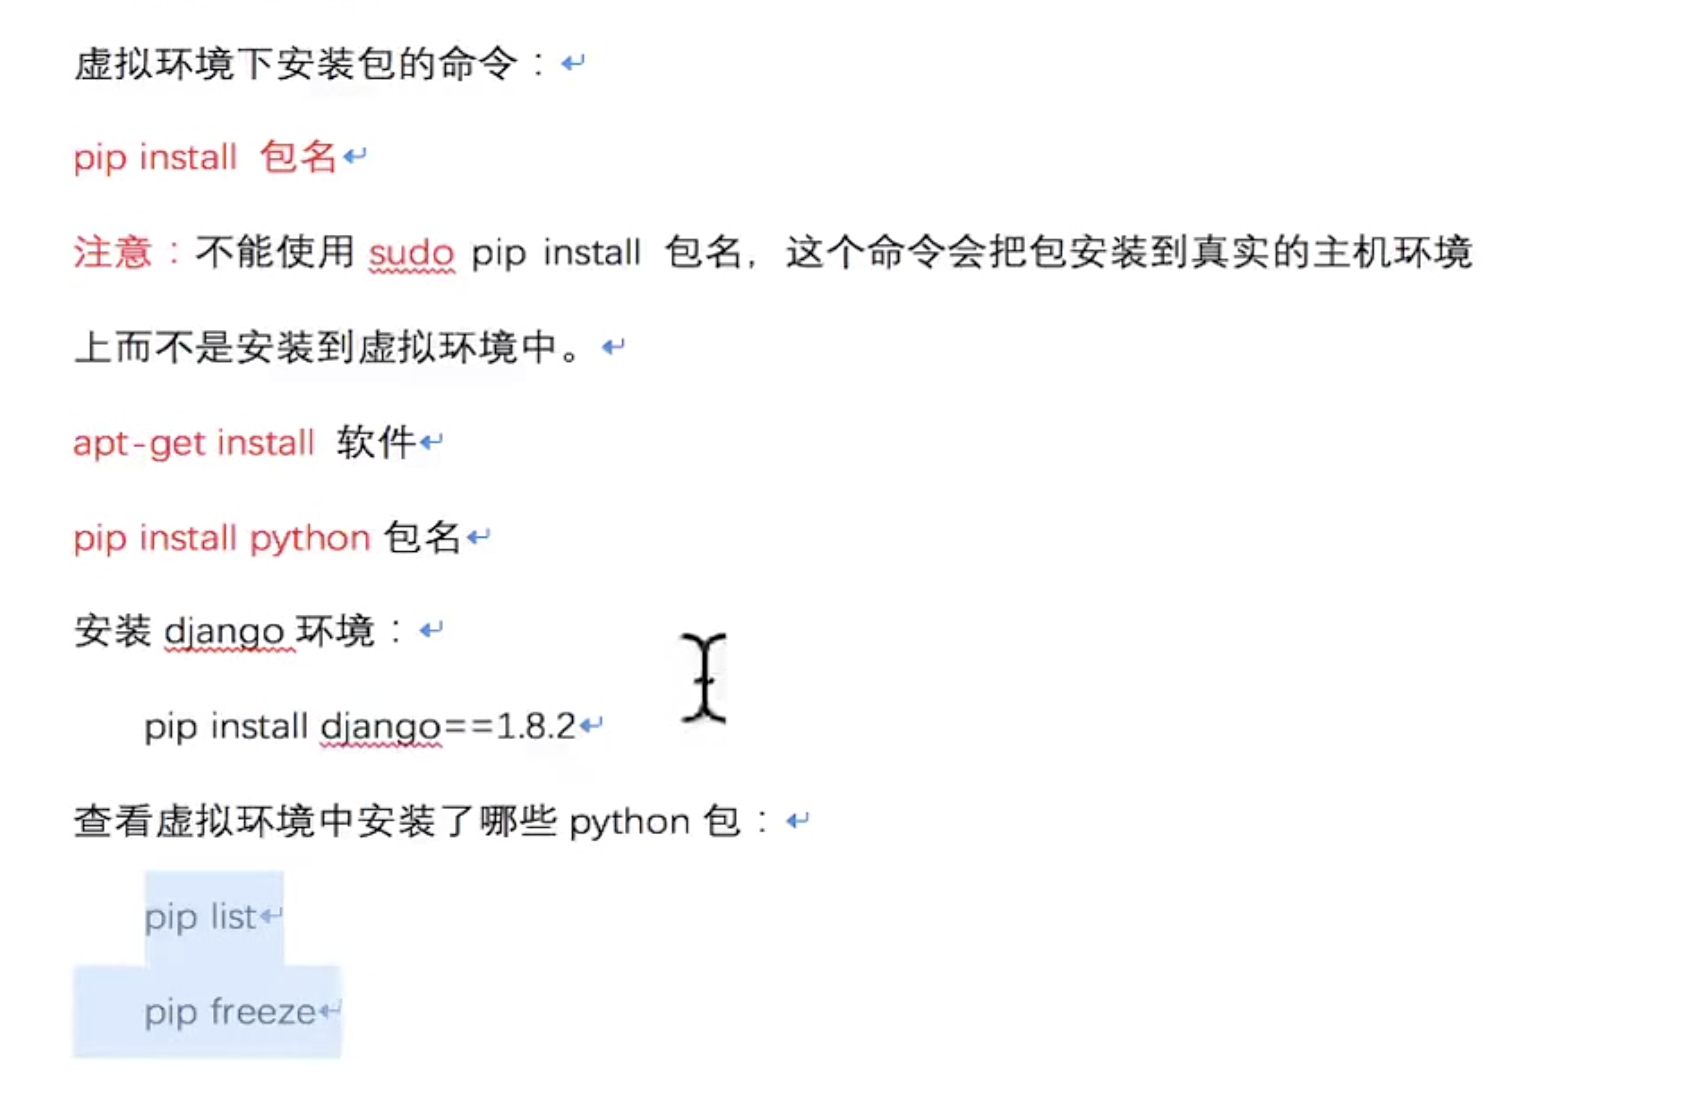 虚拟环境下安装包的命令：
pip install 包名
注意：不能使用 sudo pip install 包名，这个命令会把包安装到真实的主机环境
上而不是安装到虚拟环境中。
apt-get install 软件
pip install python 包名
安装 django 环境：
pip install django==1.8.2
查看虚拟环境中安装了哪些 python 包：
pip list
pip freeze